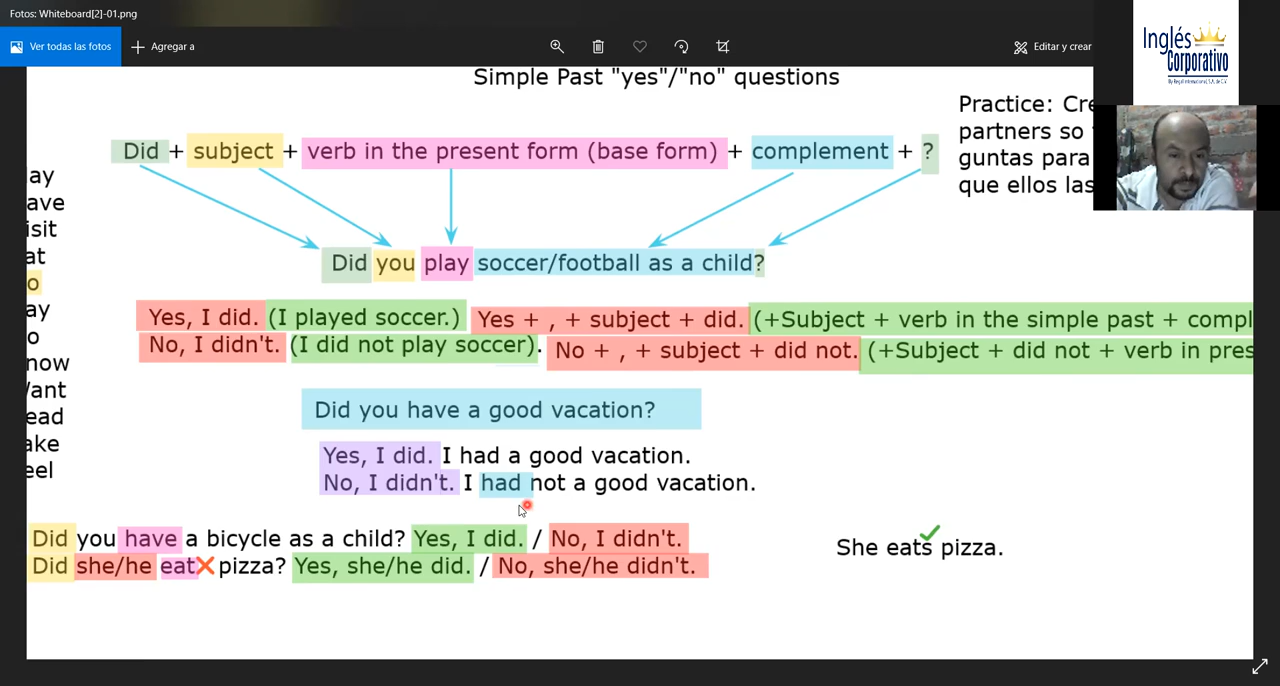 Fotos: Whiteboard[2]-01.png
Ver todas las fotos
Agregar a
Editar y crear
Inglés
Corporativo
Simple Past "yes"/"no" questions
Practice: Cre
partners so
guntas para
que ellos las
Did + subject + verb in the present form (base form) + complement + ?
ay
ave
isit
at
o
ay
o
now
ant
ead
ake
eel
Did you play soccer/football as a child?
Yes, I did. (I played soccer.) Yes + , + subject + did. (+Subject + verb in the simple past + compl
No, I didn't. (I did not play soccer). No + , + subject + did not. (+Subject + did not + verb in pres
Did you have a good vacation?
Yes, I did. I had a good vacation.
No, I didn't. I had not a good vacation.
Did you have a bicycle as a child? Yes, I did. / No, I didn't.
Did she/he eat pizza? Yes, she/he did. / No, she/he didn't.
She eats pizza.